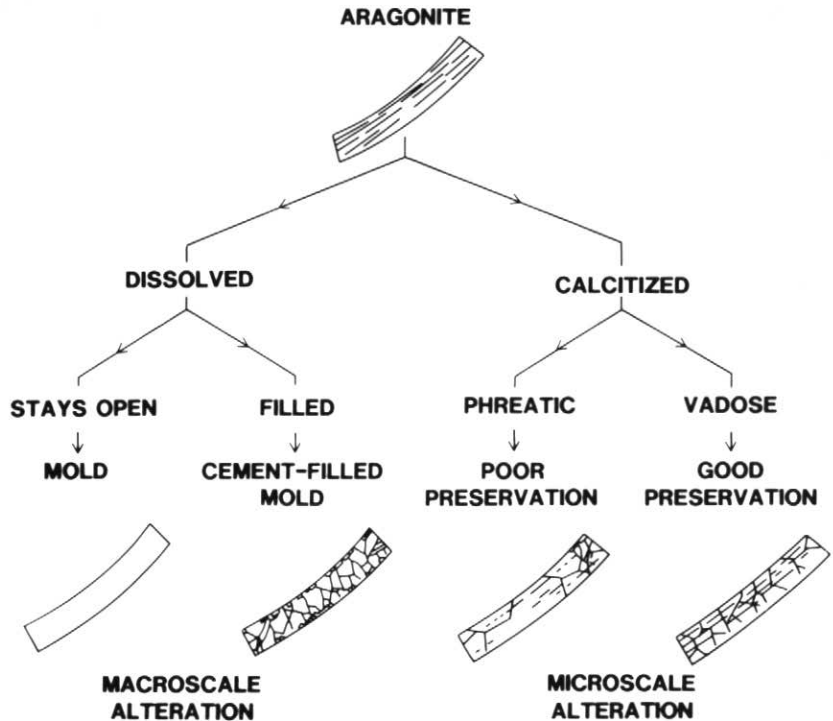 ARAGONITE
DISSOLVED
CALCITIZED
STAYS OPEN
FILLED
PHREATIC
VADOSE
MOLD
CEMENT-FILLED
MOLD
POOR
PRESERVATION
GOOD
PRESERVATION
MACROSCALE
ALTERATION
MICROSCALE
ALTERATION